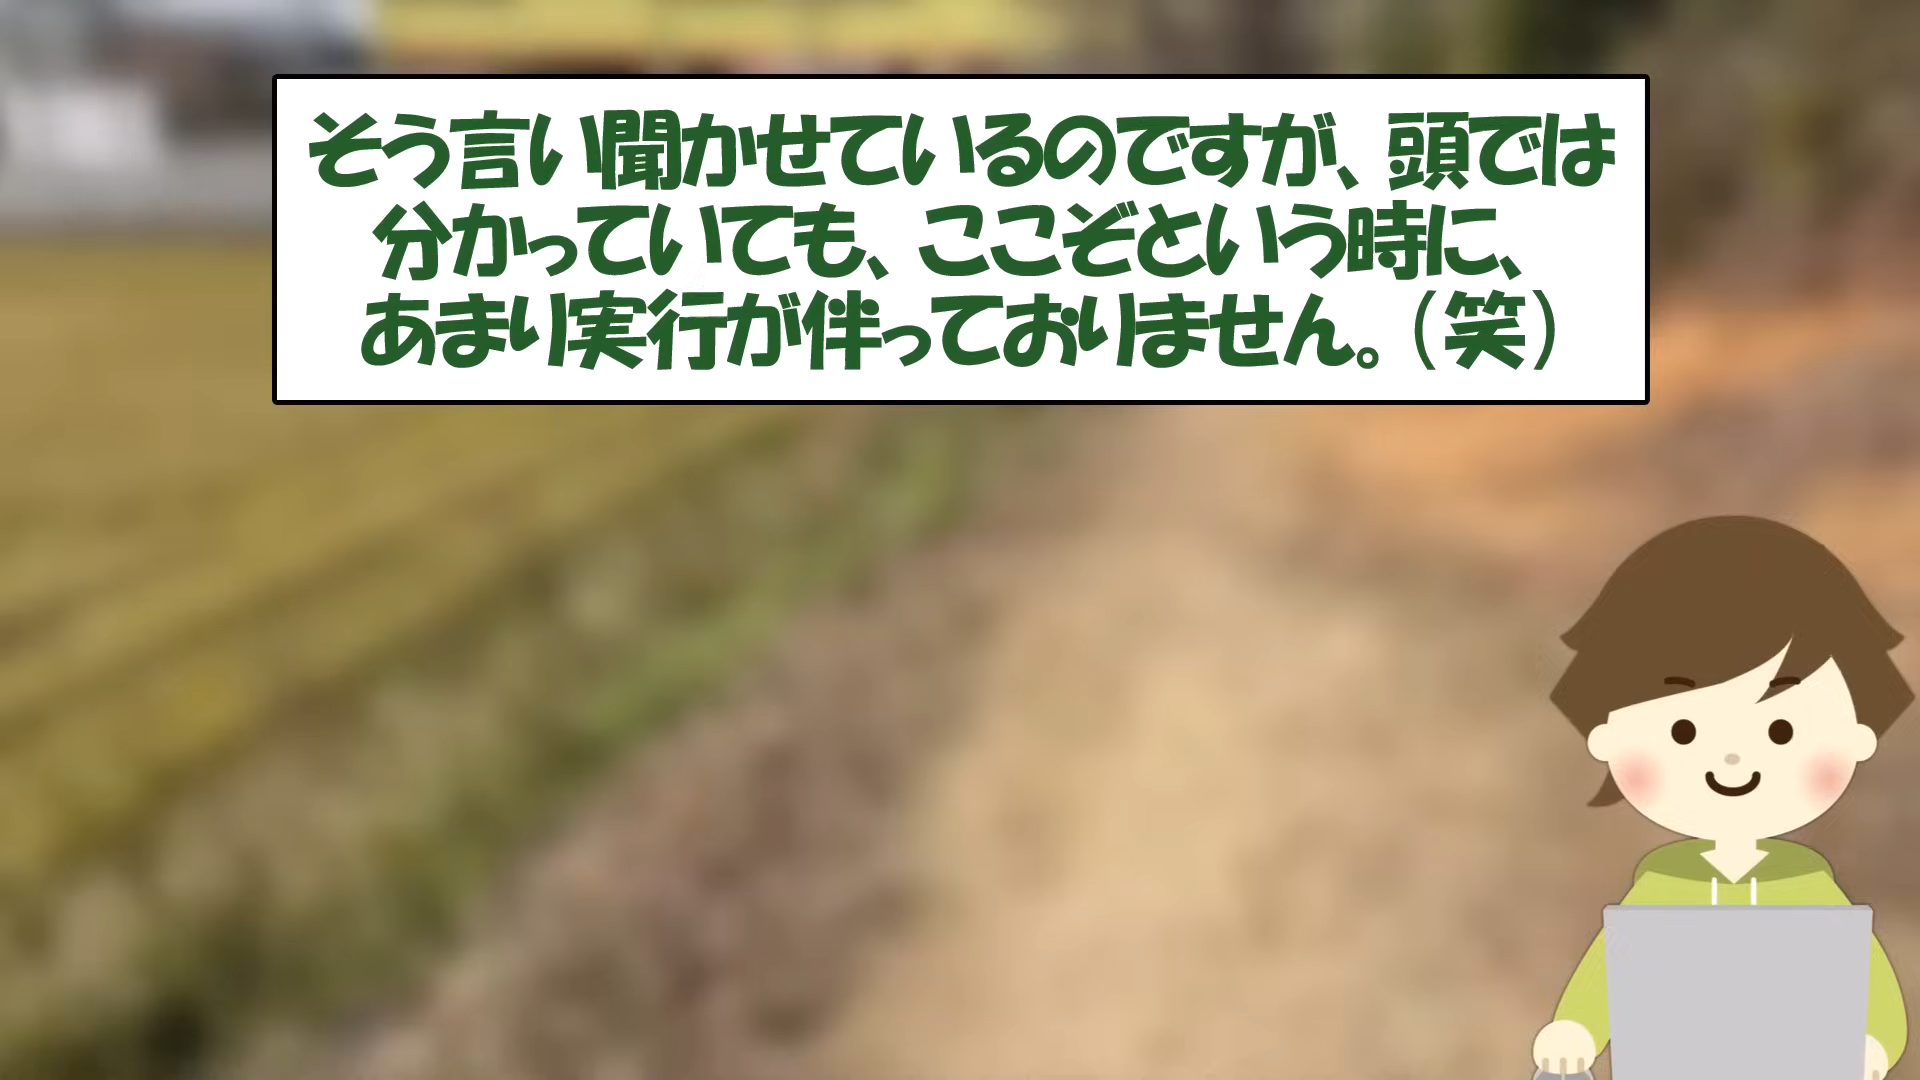 そう言い聞かせているのですが、頭では
分かっていても、ここぞという時に、
あまり実行が伴っておりません。（笑）